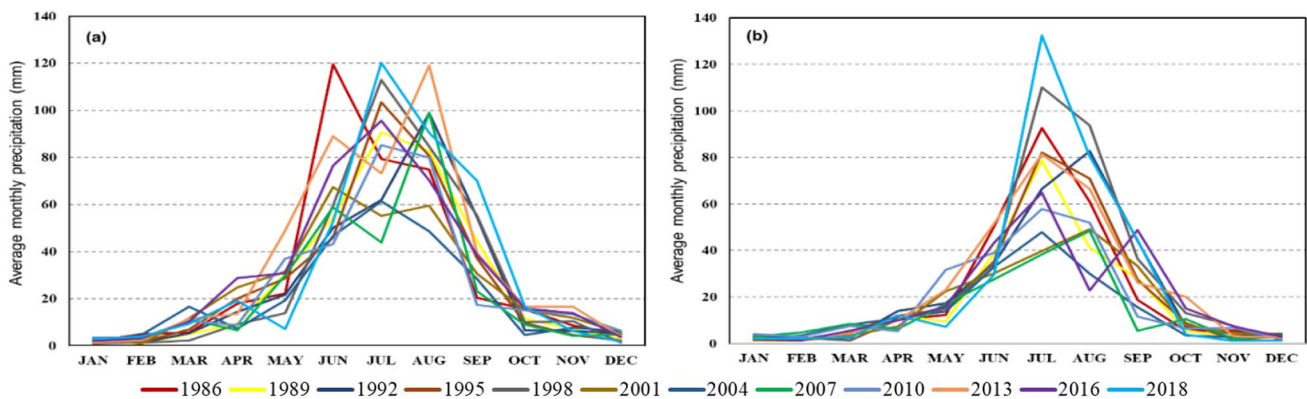 (a)
Average monthly precipitation (mm)
140
120
100
80
60
40
20
0
JAN FEB MAR APR MAY JUN JUL AUG SEP OCT NOV DEC
(b)
Average monthly precipitation (mm)
140
120
100
80
60
40
20
0
JAN FEB MAR APR MAY JUN JUL AUG SEP OCT NOV DEC
1986 1989 1992 1995 1998 2001 2004 2007 2010 2013 2016 2018